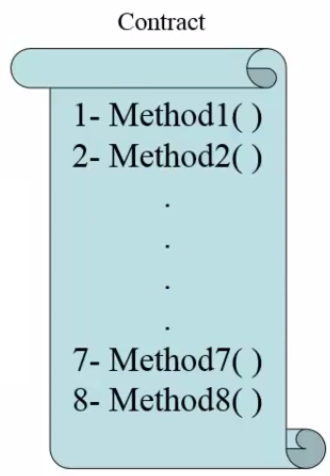 Contract
1- Method1( )
2- Method2( )
.
.
.
.
7- Method7( )
8- Method8( )